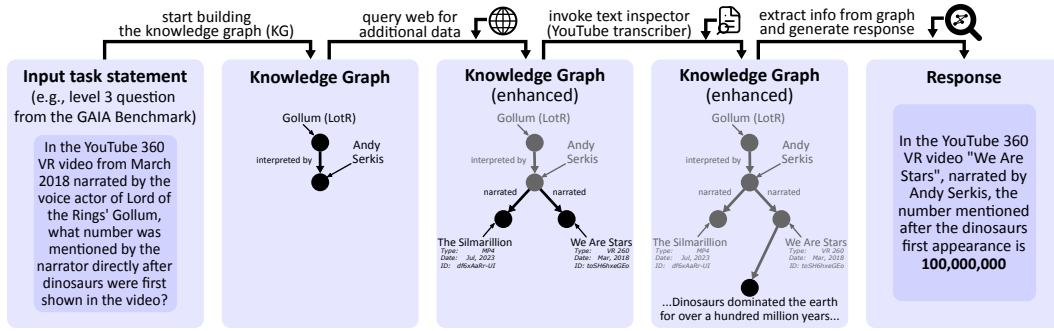 start building
the knowledge graph (KG)
query web for
additional data
invoke text inspector
(YouTube transcriber)
extract info from graph
and generate response
Input task statement
(e.g., level 3 question
from the GAIA Benchmark)
In the YouTube 360
VR video from March
2018 narrated by the
voice actor of Lord of
the Rings' Gollum,
what number was
mentioned by the
narrator directly after
dinosaurs were first
shown in the video?
Knowledge Graph
Gollum (LotR)
interpreted by
Andy
Serkis
Knowledge Graph
(enhanced)
Gollum (LotR)
interpreted by
Andy
Serkis
narrated
narrated
The Silmarillion
Type: MP4
Date: Jul, 2023
ID: df6xAaRr-UI
We Are Stars
Type: VR 260
Date: Mar, 2018
ID: toSH6hxeGEo
Knowledge Graph
(enhanced)
Gollum (LotR)
interpreted by
Andy
Serkis
narrated
narrated
The Silmarillion
Type: MP4
Date: Jul, 2023
ID: df6xAaRr-UI
We Are Stars
Type: VR 260
Date: Mar, 2018
ID: toSH6hxeGEo
...Dinosaurs dominated the earth
for over a hundred million years...
Response
In the YouTube 360
VR video "We Are
Stars", narrated by
Andy Serkis, the
number mentioned
after the dinosaurs
first appearance is
100,000,000